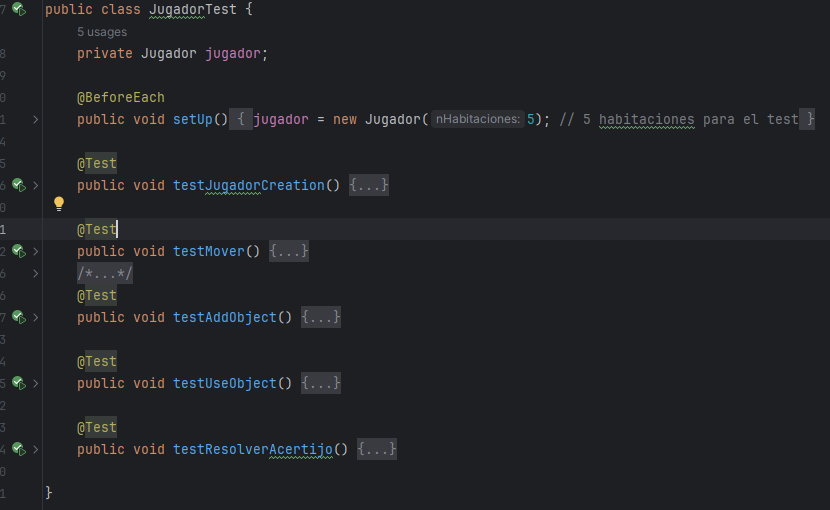 7 public class JugadorTest {
5 usages
8 private Jugador jugador;
9
0 @BeforeEach
1 public void setUp() { jugador = new Jugador( nHabitaciones: 5); // 5 habitaciones para el test }
4
5 @Test
6 public void testJugadorCreation() {...}
0
1 @Test
2 public void testMover() {...}
6 /*...*/
6 @Test
7 public void testAddObject() {...}
3
4 @Test
5 public void testUseObject() {...}
2
3 @Test
4 public void testResolverAcertijo() {...}
0
1 }